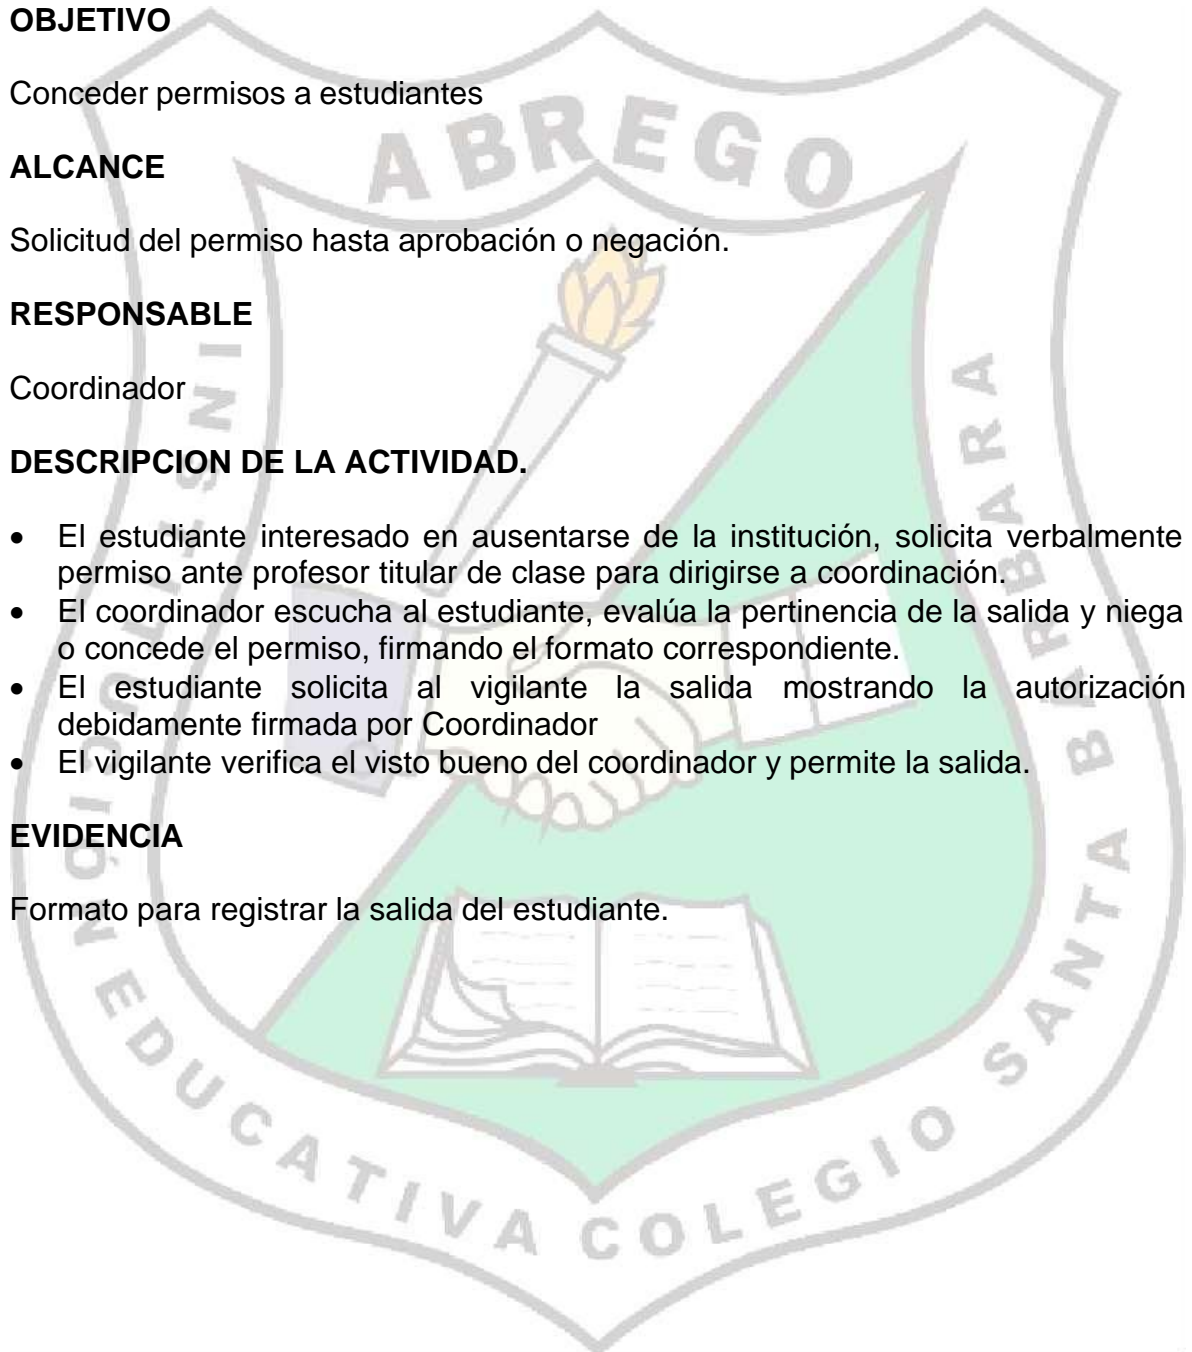 OBJETIVO
Conceder permisos a estudiantes
ALCANCE
Solicitud del permiso hasta aprobación o negación.
RESPONSABLE
Coordinador
DESCRIPCION DE LA ACTIVIDAD.
• El estudiante interesado en ausentarse de la institución, solicita verbalmente
permiso ante profesor titular de clase para dirigirse a coordinación.
• El coordinador escucha al estudiante, evalúa la pertinencia de la salida y niega
o concede el permiso, firmando el formato correspondiente.
• El estudiante solicita al vigilante la salida mostrando la autorización
debidamente firmada por Coordinador
• El vigilante verifica el visto bueno del coordinador y permite la salida.
EVIDENCIA
Formato para registrar la salida del estudiante.
ABREGO
INSTITUCIÓN EDUCATIVA COLEGIO SANTA BÁRBARA